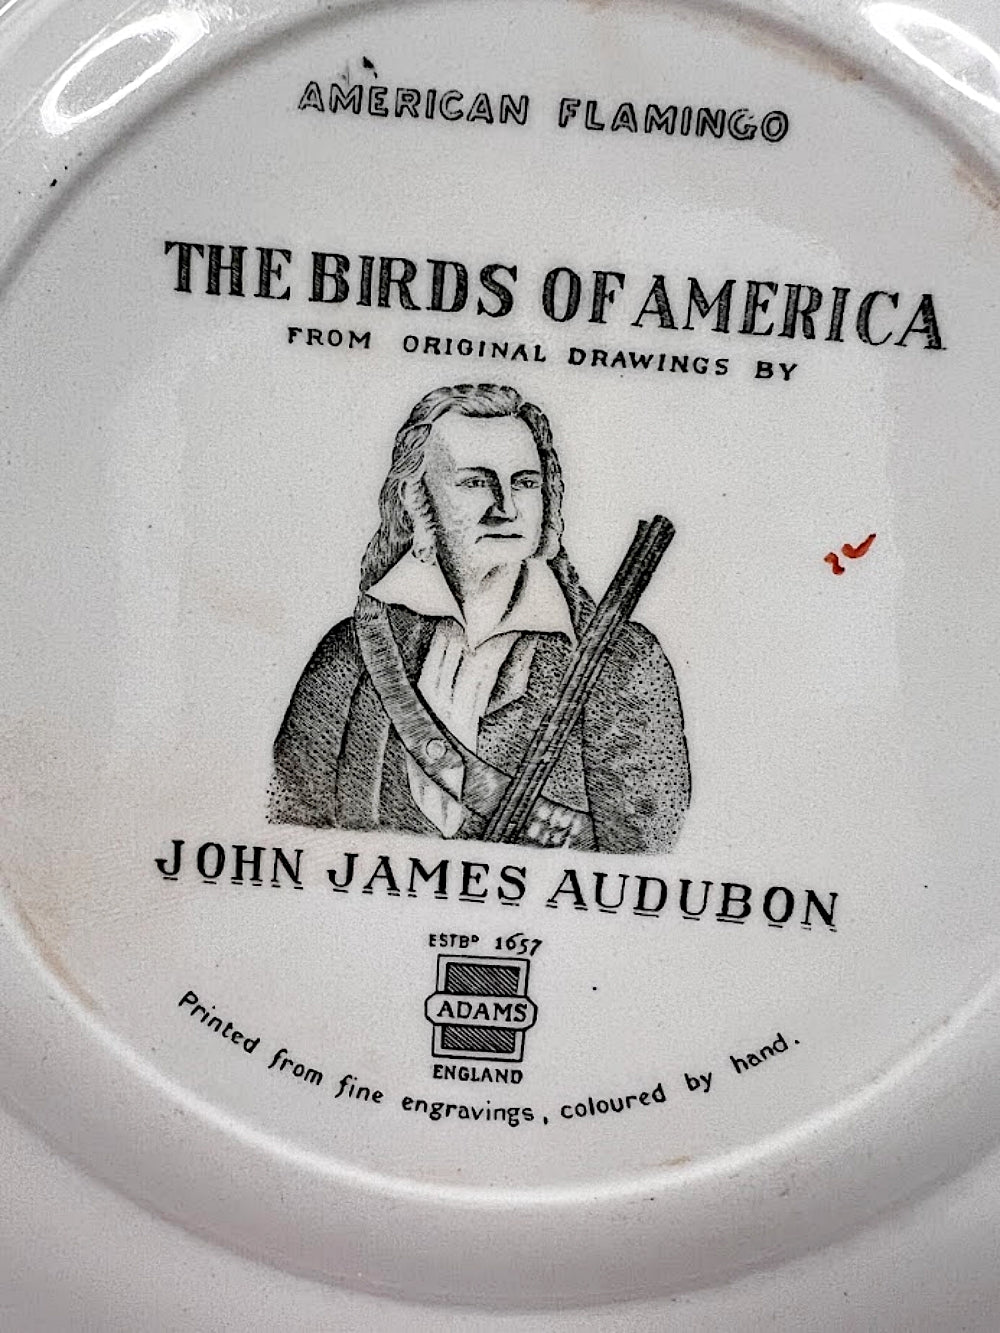 AMERICAN FLAMINGO
THE BIRDS OF AMERICA
FROM ORIGINAL DRAWINGS BY
JOHN JAMES AUDUBON
ESTBD 1657
ADAMS
ENGLAND
Printed from fine engravings, coloured by hand.